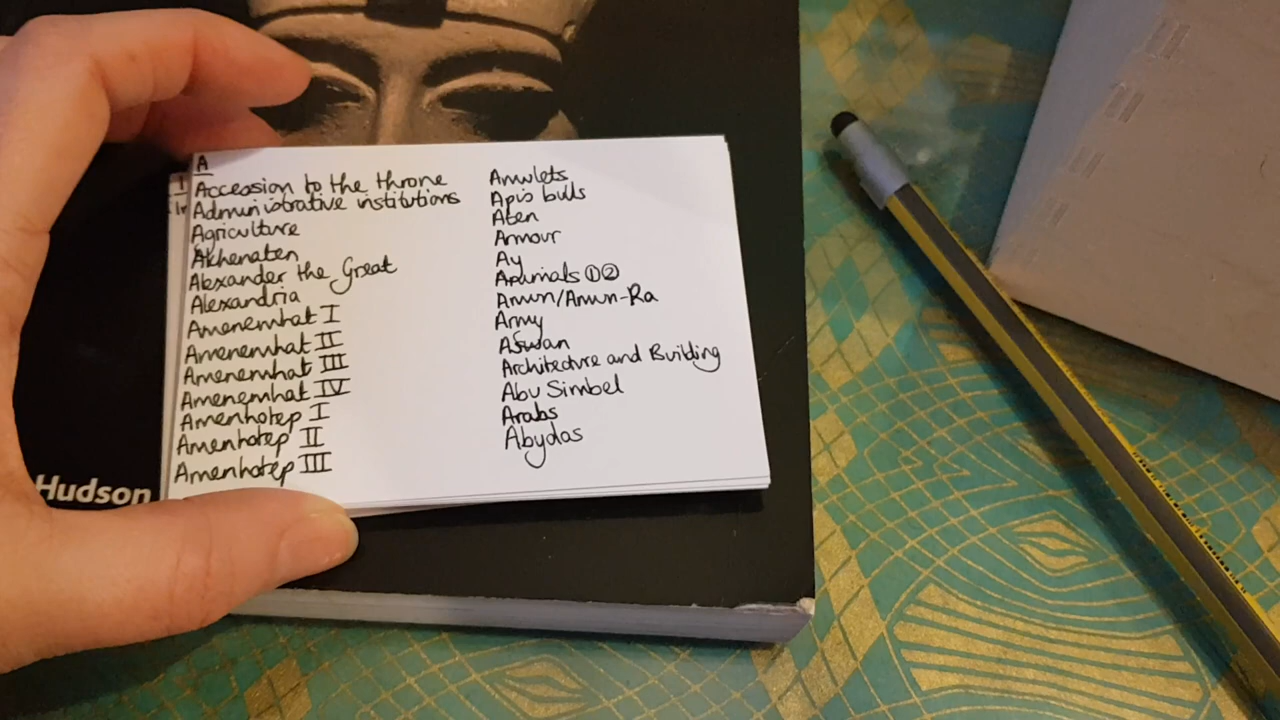 A
Accession to the throne
Administrative institutions
Agriculture
Akhenaten
Alexander the Great
Alexandria
Amenemhat I
Amenemhat II
Amenemhat III
Amenemhat IV
Amenhotep I
Amenhotep II
Amenhotep III
Amulets
Apis bulls
Aten
Armour
Ay
Animals ①②
Amun/Amun-Ra
Army
Aswan
Architecture and Building
Abu Simbel
Arabs
Abydos
Hudson